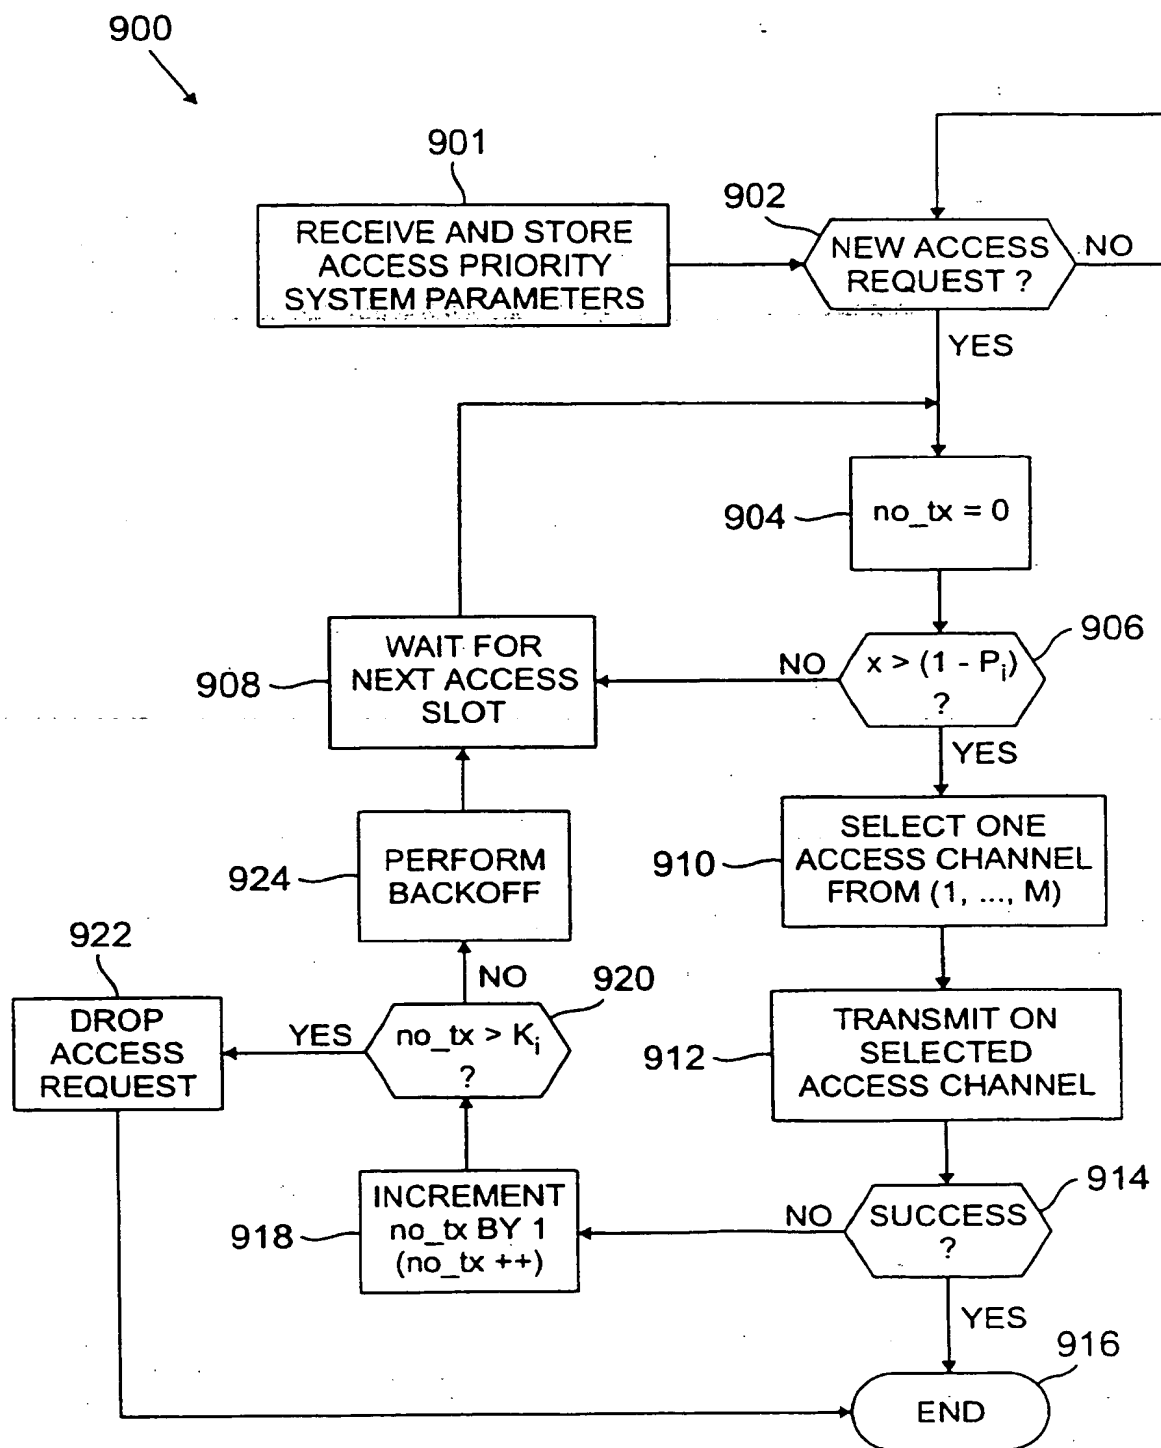 900
901
RECEIVE AND STORE
ACCESS PRIORITY
SYSTEM PARAMETERS
902
NEW ACCESS
REQUEST ?
NO
YES
904
no_tx = 0
906
x > (1 - Pi)
?
NO
YES
908
WAIT FOR
NEXT ACCESS
SLOT
910
SELECT ONE
ACCESS CHANNEL
FROM (1, ..., M)
924
PERFORM
BACKOFF
912
TRANSMIT ON
SELECTED
ACCESS CHANNEL
922
DROP
ACCESS
REQUEST
YES
NO
920
no_tx > Ki
?
918
INCREMENT
no_tx BY 1
(no_tx ++)
NO
914
SUCCESS
?
YES
916
END